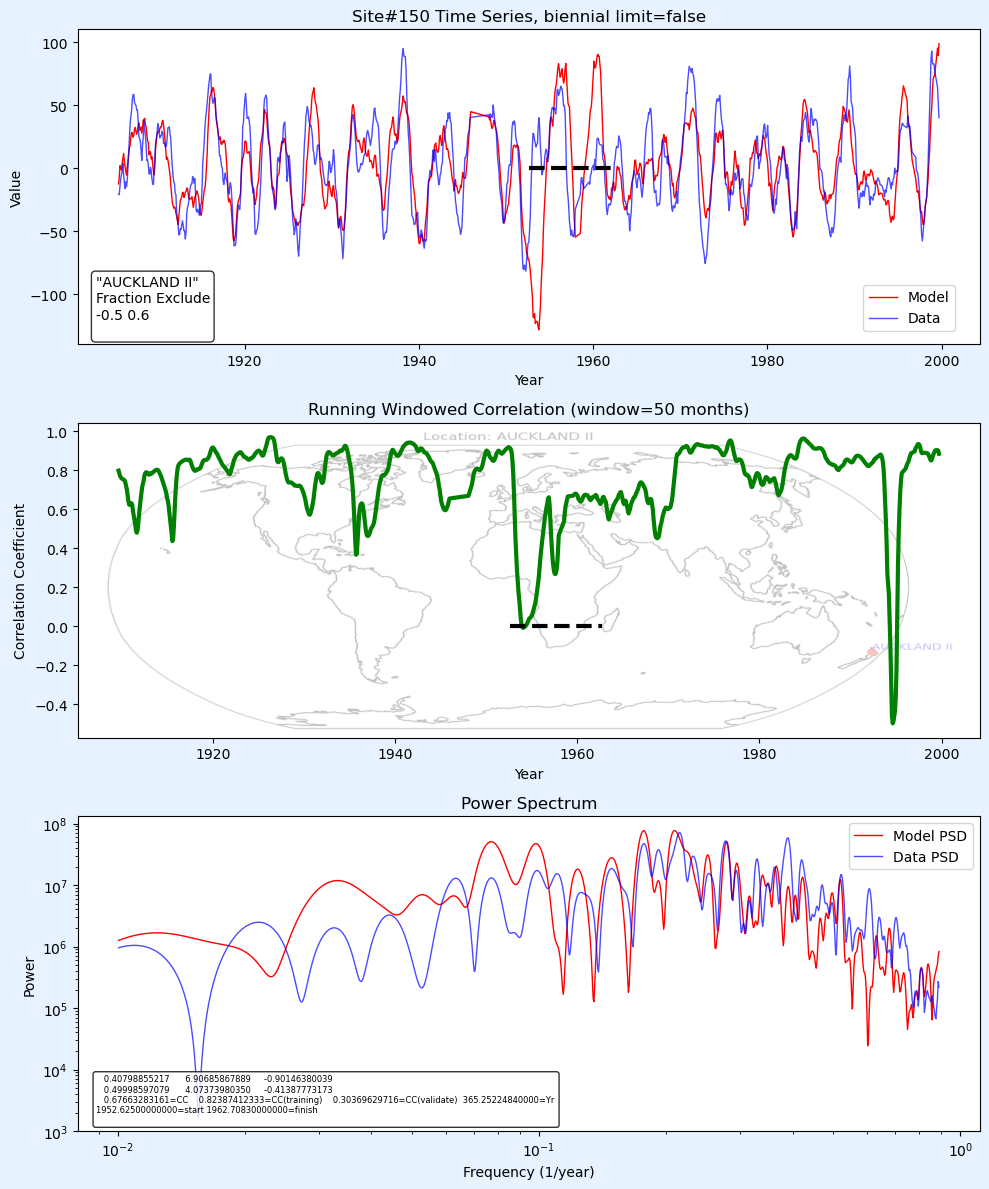 Site#150 Time Series, biennial limit=false
100
50
0
−50
−100
Value
"AUCKLAND II"
Fraction Exclude
-0.5 0.6
Model
Data
1920
1940
1960
1980
2000
Year
Running Windowed Correlation (window=50 months)
Location: AUCKLAND II
1.0
0.8
0.6
0.4
0.2
0.0
−0.2
−0.4
Correlation Coefficient
AUCKLAND II
1920
1940
1960
1980
2000
Year
Power Spectrum
10⁸
10⁷
10⁶
10⁵
10⁴
10³
Power
Model PSD
Data PSD
0.40798855217 6.90685867889 -0.90146380039
0.49998597079 4.07373980350 -0.41387773173
0.67663283161=CC 0.82387412333=CC(training) 0.30369629716=CC(validate) 365.25224840000=Yr
1952.62500000000=start 1962.70830000000=finish
10⁻²
10⁻¹
10⁰
Frequency (1/year)